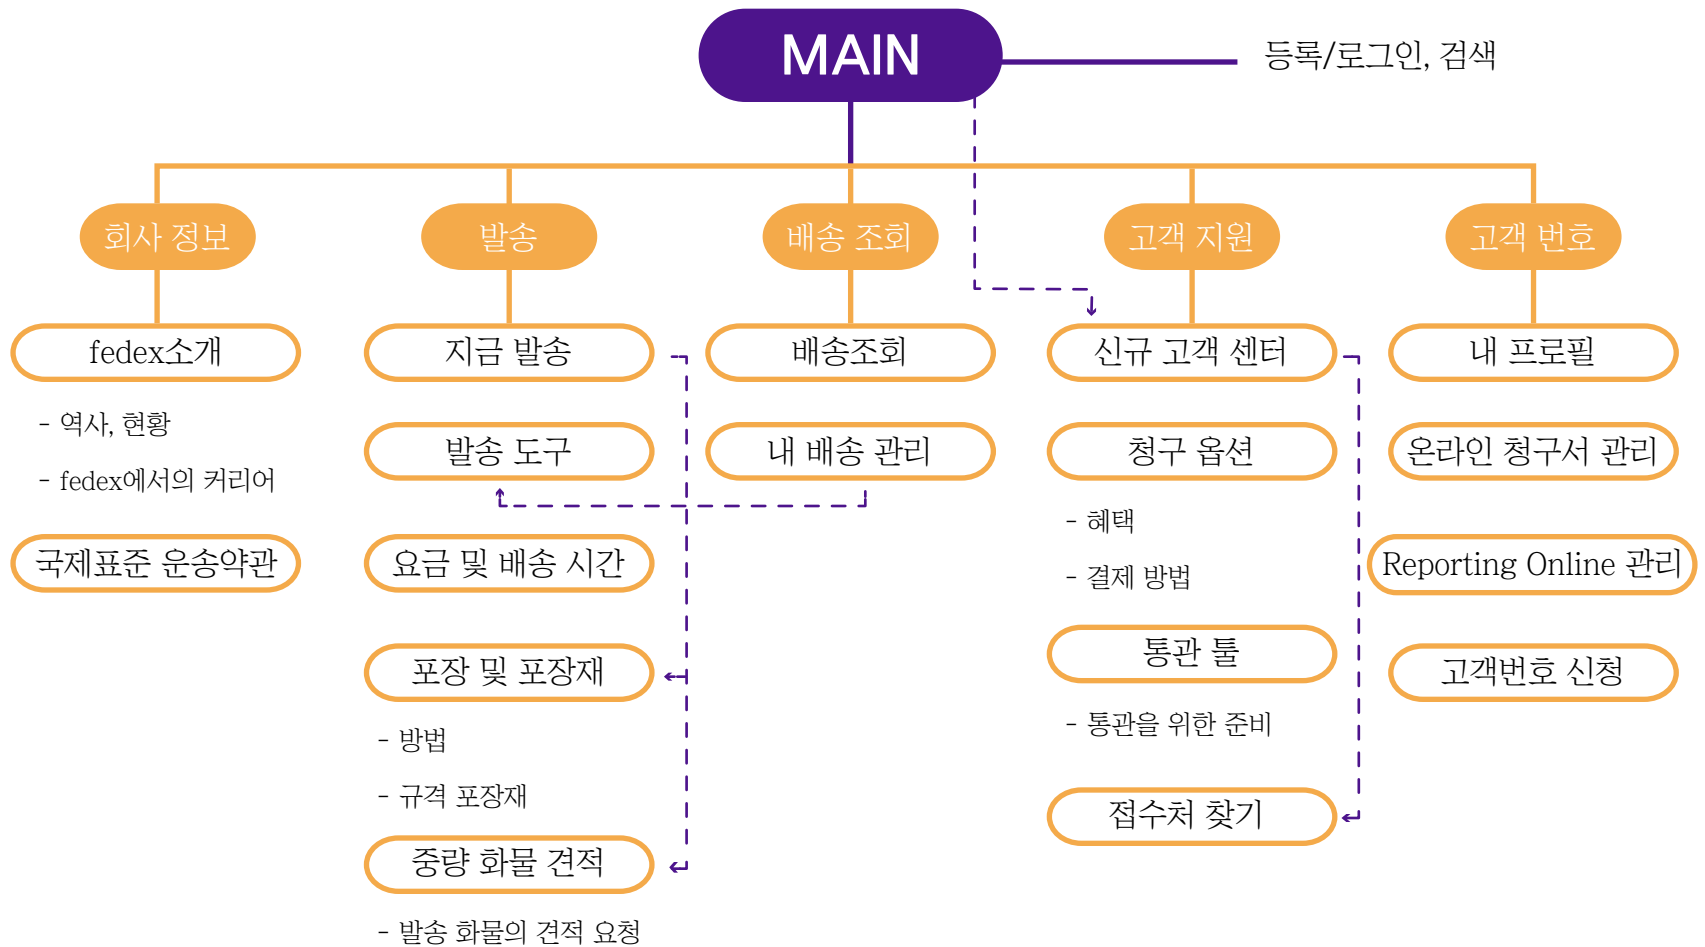 MAIN
등록/로그인, 검색
회사 정보
발송
배송 조회
고객 지원
고객 번호
fedex소개
- 역사, 현황
- fedex에서의 커리어
국제표준 운송약관
지금 발송
발송 도구
요금 및 배송 시간
포장 및 포장재
- 방법
- 규격 포장재
중량 화물 견적
- 발송 화물의 견적 요청
배송조회
내 배송 관리
신규 고객 센터
청구 옵션
- 혜택
- 결제 방법
통관 툴
- 통관을 위한 준비
접수처 찾기
내 프로필
온라인 청구서 관리
Reporting Online 관리
고객번호 신청